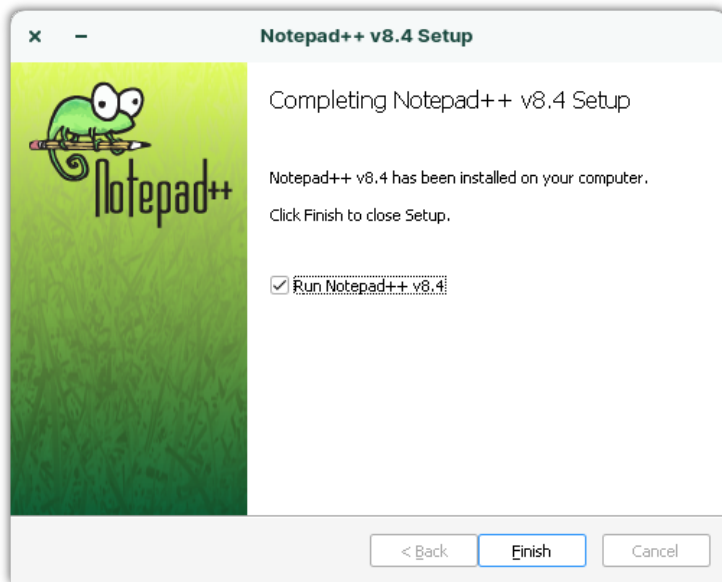 Notepad++ v8.4 Setup
Completing Notepad++ v8.4 Setup
Notepad++
Notepad++ v8.4 has been installed on your computer.
Click Finish to close Setup.
Run Notepad++ v8.4
< Back
Finish
Cancel